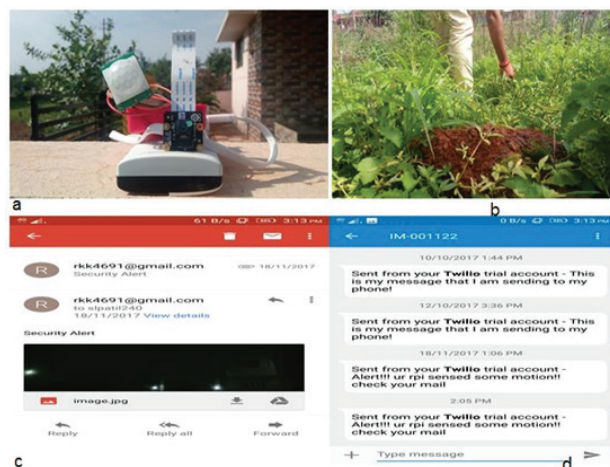 a
b
61 B/s 3:13 PM
rkk4691@gmail.com
Security Alert
18/11/2017
R
rkk4691@gmail.com
to slpatil240
18/11/2017 View details
R
Security Alert
image.jpg
Reply
Reply all
Forward
c
0 B/s 3:13 PM
IM-001122
10/10/2017 1:44 PM
Sent from your Twilio trial account - This
is my message that I am sending to my
phone!
12/10/2017 3:36 PM
Sent from your Twilio trial account - This
is my message that I am sending to my
phone!
18/11/2017 1:06 PM
Sent from your Twilio trial account -
Alert!!! ur rpi sensed some motion!!
check your mail
2:05 PM
Sent from your Twilio trial account -
Alert!!! ur rpi sensed some motion!!
check your mail
Type message
d